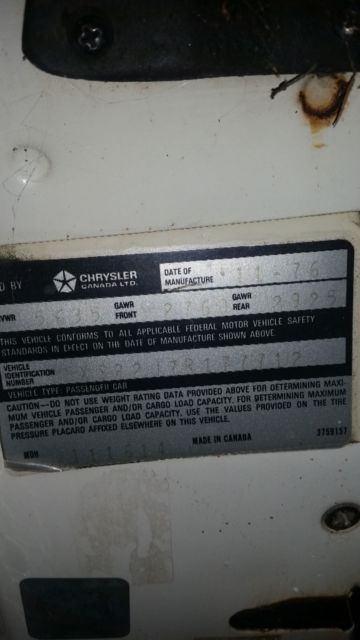 D BY CHRYSLER CANADA LTD. DATE OF MANUFACTURE 11-76
VWR GAWR FRONT GAWR REAR 2925
THIS VEHICLE CONFORMS TO ALL APPLICABLE FEDERAL MOTOR VEHICLE SAFETY
STANDARDS IN EFFECT ON THE DATE OF MANUFACTURE SHOWN ABOVE.
VEHICLE
IDENTIFICATION
NUMBER
VEHICLE TYPE: PASSENGER CAR
CAUTION—DO NOT USE WEIGHT RATING DATA PROVIDED ABOVE FOR DETERMINING MAXI-
MUM VEHICLE PASSENGER AND/OR CARGO LOAD CAPACITY. FOR DETERMINING MAXIMUM
PASSENGER AND/OR CARGO LOAD CAPACITY, USE THE VALUES PROVIDED ON THE TIRE
PRESSURE PLACARD AFFIXED ELSEWHERE ON THIS VEHICLE.
MDH MADE IN CANADA 3759157